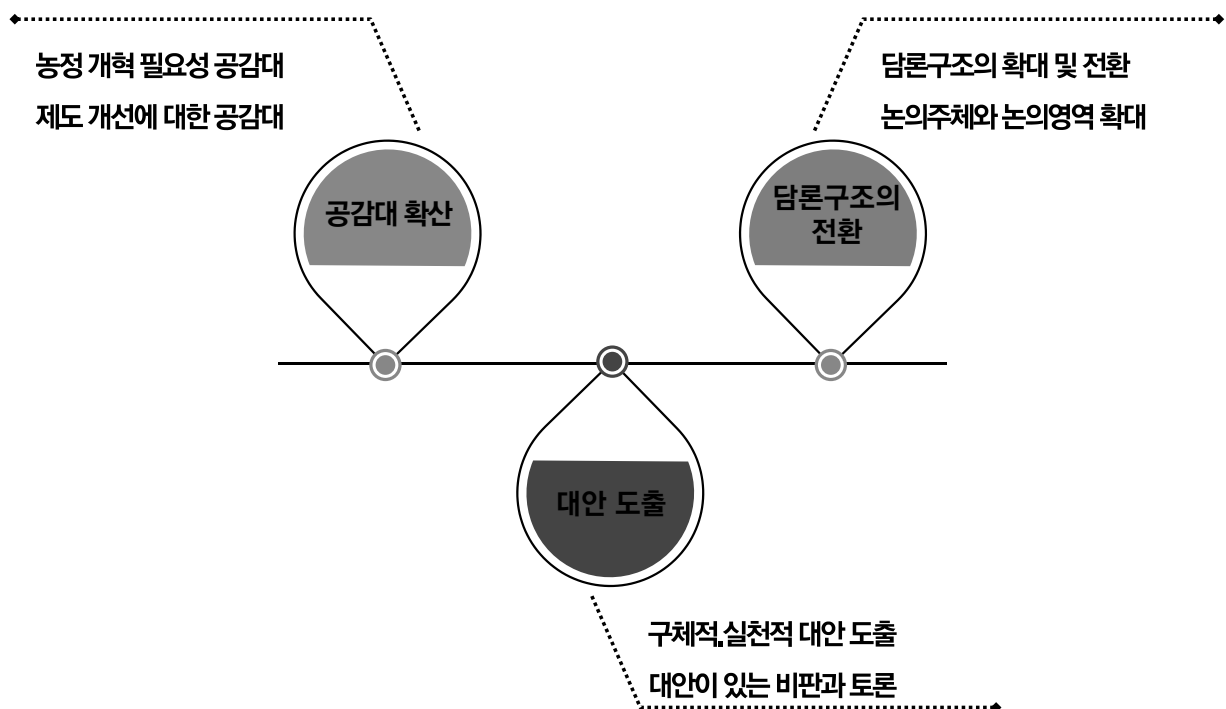 농정 개혁 필요성 공감대
제도 개선에 대한 공감대
공감대 확산
담론구조의 확대 및 전환
논의주체와 논의영역 확대
담론구조의
전환
대안 도출
구체적.실천적 대안 도출
대안이 있는 비판과 토론